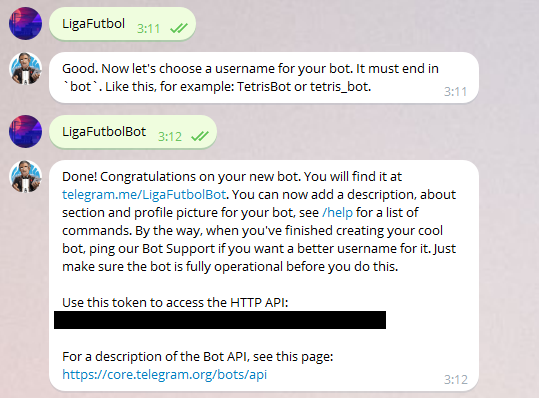 LigaFutbol
3:11
Good. Now let's choose a username for your bot. It must end in
`bot`. Like this, for example: TetrisBot or tetris_bot.
3:11
LigaFutbolBot
3:12
Done! Congratulations on your new bot. You will find it at
telegram.me/LigaFutbolBot. You can now add a description, about
section and profile picture for your bot, see /help for a list of
commands. By the way, when you've finished creating your cool
bot, ping our Bot Support if you want a better username for it. Just
make sure the bot is fully operational before you do this.
Use this token to access the HTTP API:
For a description of the Bot API, see this page:
https://core.telegram.org/bots/api
3:12